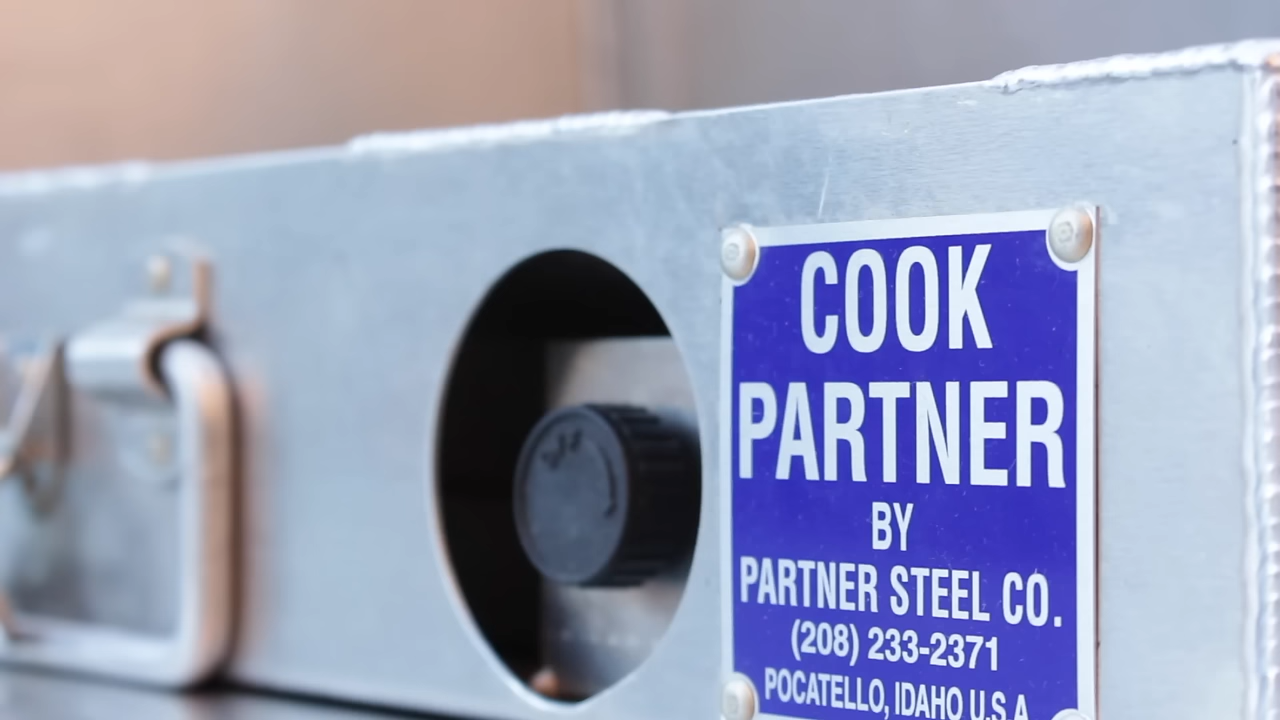 COOK
PARTNER
BY
PARTNER STEEL CO.
(208) 233-2371
POCATELLO, IDAHO U.S.A